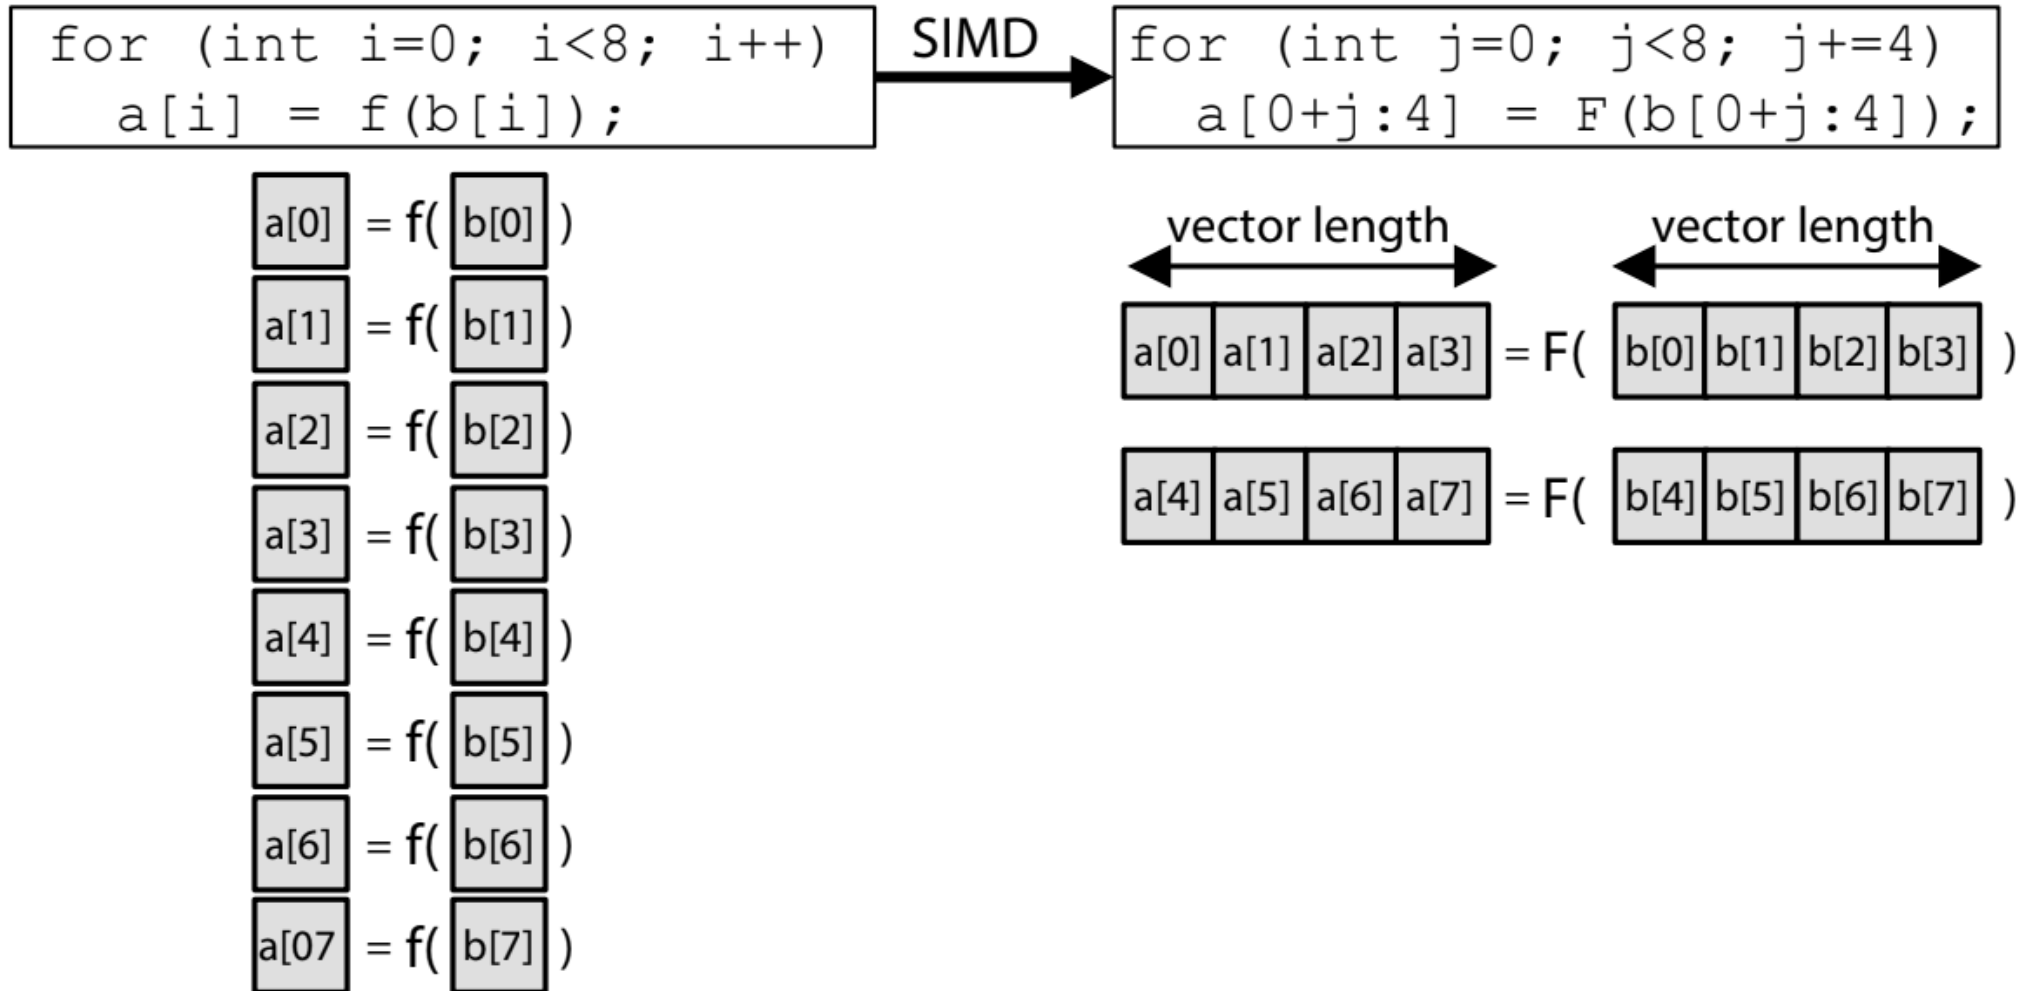 for (int i=0; i<8; i++)
a[i] = f(b[i]);
SIMD
for (int j=0; j<8; j+=4)
a[0+j:4] = F(b[0+j:4]);
a[0] = f( b[0] )
a[1] = f( b[1] )
a[2] = f( b[2] )
a[3] = f( b[3] )
a[4] = f( b[4] )
a[5] = f( b[5] )
a[6] = f( b[6] )
a[07 = f( b[7] )
vector length
vector length
a[0] a[1] a[2] a[3] = F( b[0] b[1] b[2] b[3] )
a[4] a[5] a[6] a[7] = F( b[4] b[5] b[6] b[7] )